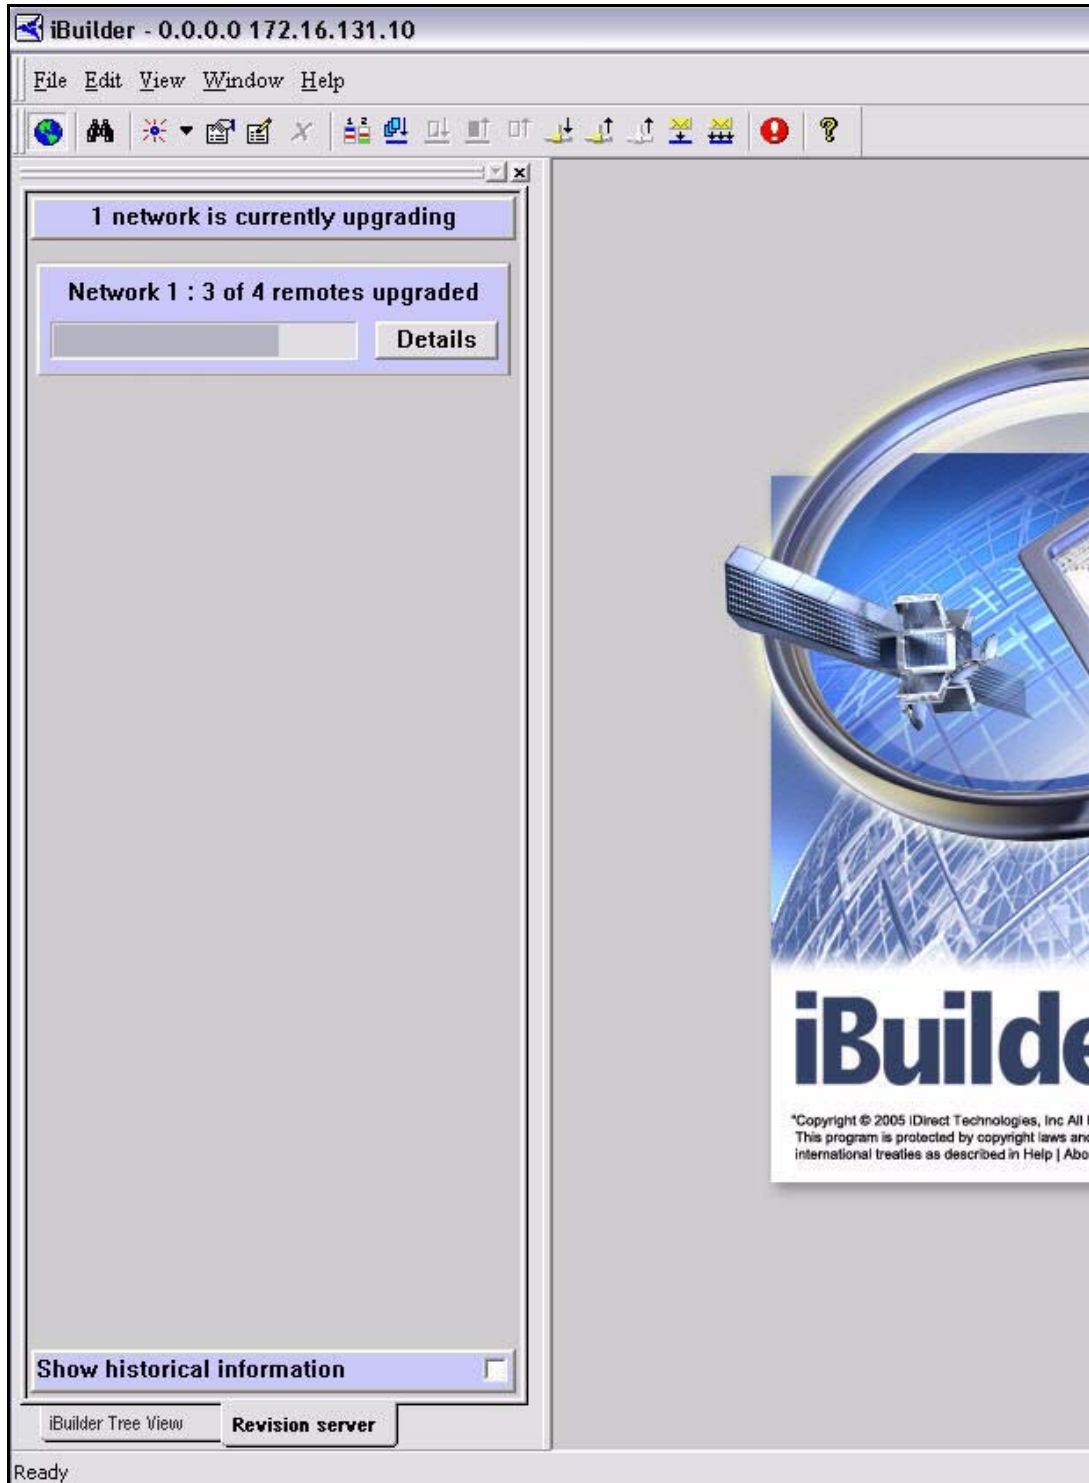 iBuilder - 0.0.0.0 172.16.131.10
File Edit View Window Help
1 network is currently upgrading
Network 1 : 3 of 4 remotes upgraded
Details
iBuilde
"Copyright © 2005 iDirect Technologies, Inc All
This program is protected by copyright laws and
international treaties as described in Help | Abo
Show historical information
iBuilder Tree View
Revision server
Ready